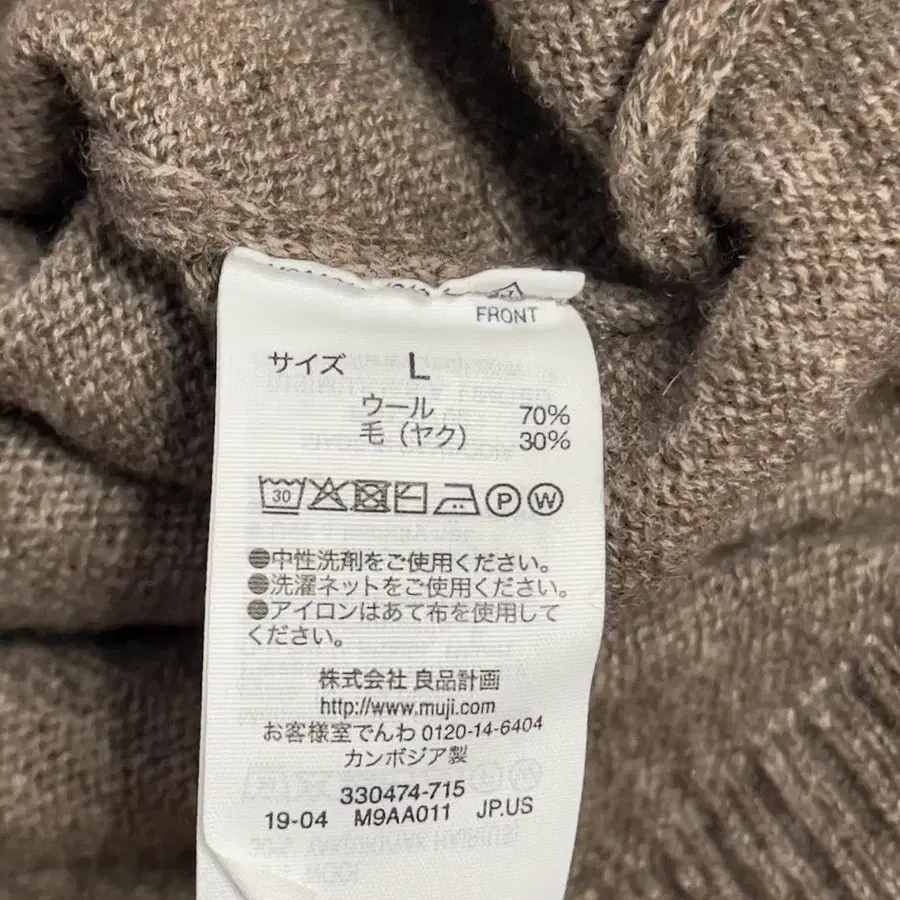 FRONT
サイズ L
ウール 70%
毛（ヤク） 30%
30
P W
●中性洗剤をご使用ください。
●洗濯ネットをご使用ください。
●アイロンはあて布を使用して
ください。
株式会社 良品計画
http://www.muji.com
お客様室でんわ 0120-14-6404
カンボジア製
330474-715
19-04 M9AA011 JP.US